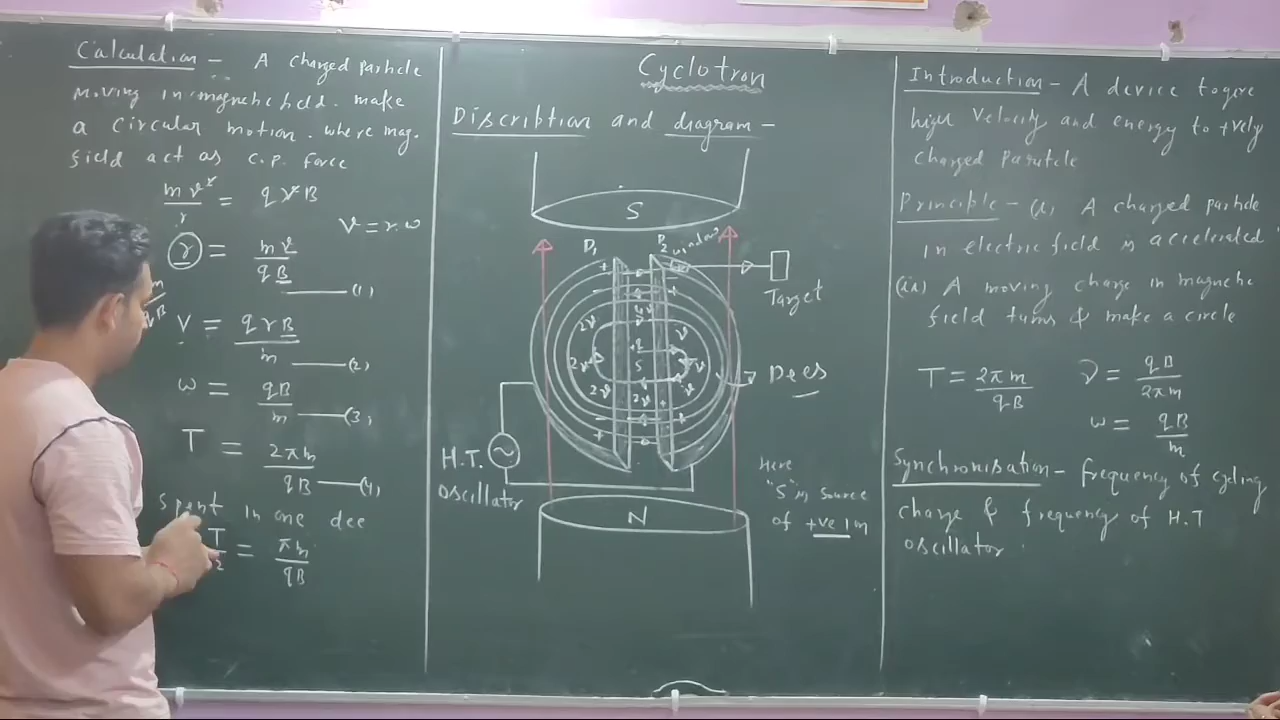 Calculation - A charged particle
moving in magnetic field. make
a circular motion. where mag.
field act as c.p. force
mv²/r = qvB
v = r.ω
r = mv/qB —(1)
v = qrB/m —(2)
ω = qB/m —(3)
T = 2πm/qB —(4)
spent in one dee
T/2 = πm/qB
Cyclotron
Discription and diagram -
S
D₁
D₂
window
Target
Dees
S
H.T.
oscillator
N
Here
"S" is source
of +ve Ion
Introduction - A device to give
high velocity and energy to +vely
charged particle
Principle - (i) A charged particle
in electric field is accelerated
(ii) A moving charge in magnetic
field turns & make a circle
T = 2πm/qB
ν = qB/2πm
ω = qB/m
Synchronisation - frequency of cycling
charge & frequency of H.T
oscillator